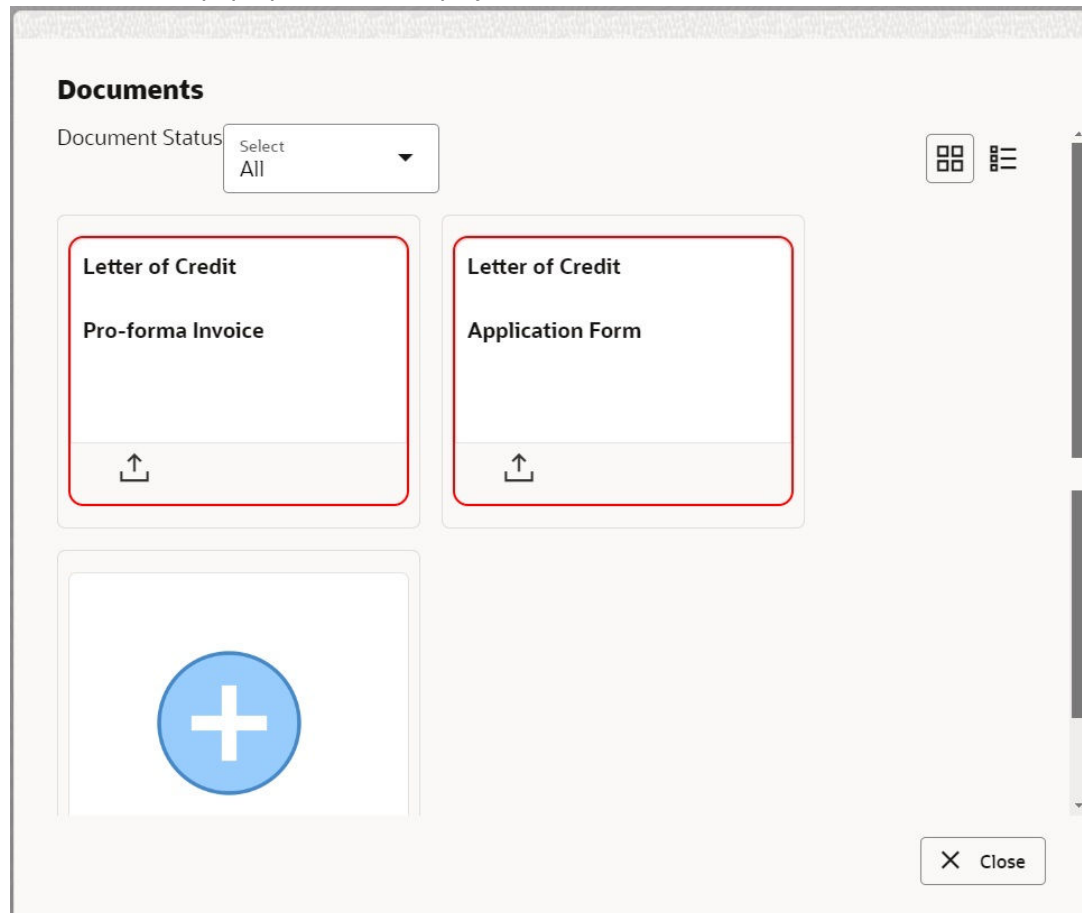 Documents
Document Status
Select
All
Letter of Credit
Pro-forma Invoice
Letter of Credit
Application Form
Close